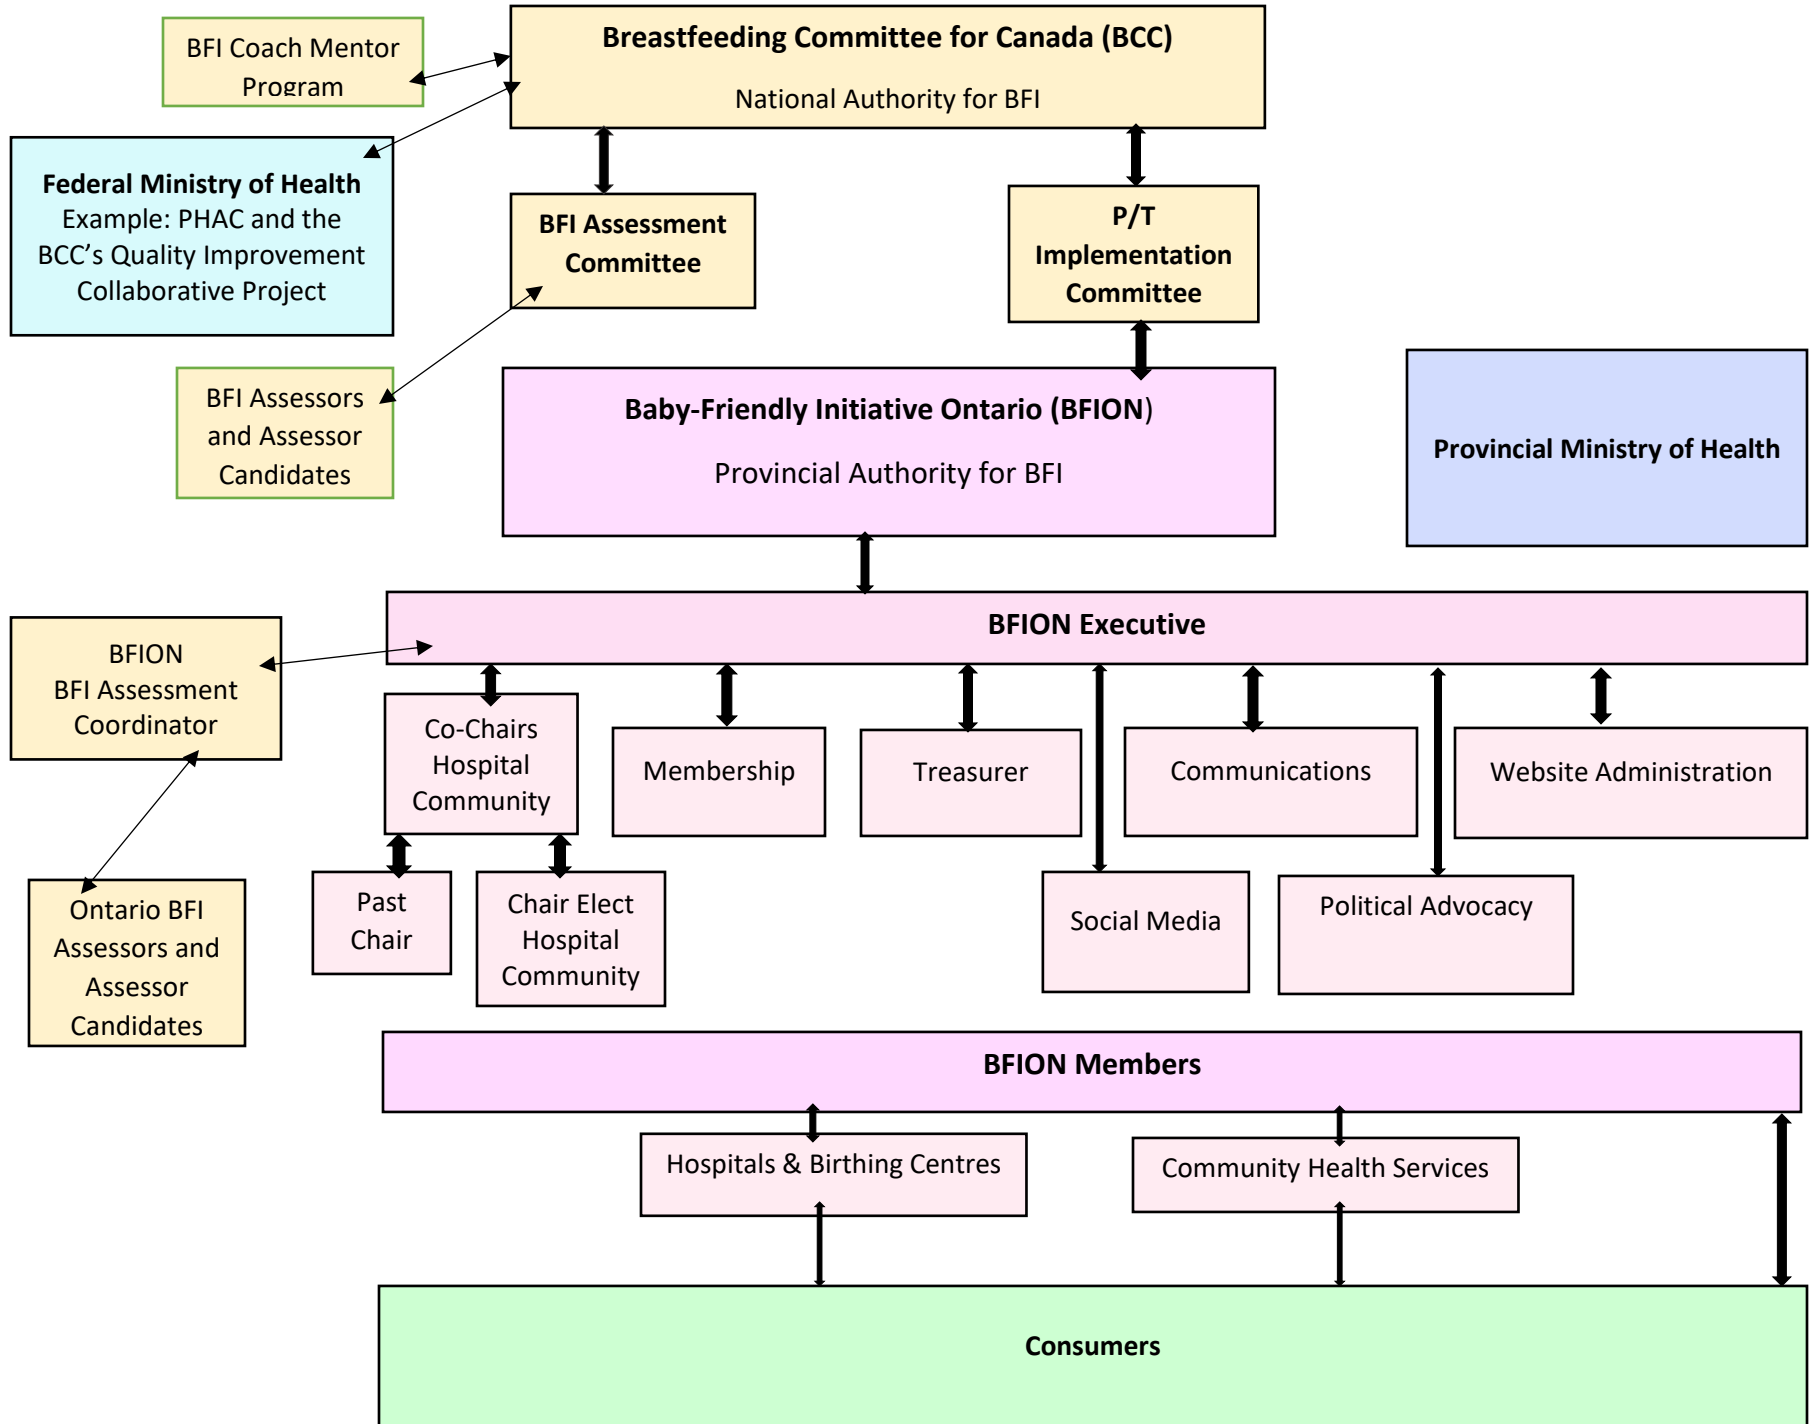 BFI Coach Mentor
Program
Breastfeeding Committee for Canada (BCC)
National Authority for BFI
Federal Ministry of Health
Example: PHAC and the
BCC’s Quality Improvement
Collaborative Project
BFI Assessment
Committee
P/T
Implementation
Committee
BFI Assessors
and Assessor
Candidates
Baby-Friendly Initiative Ontario (BFION)
Provincial Authority for BFI
Provincial Ministry of Health
BFION Executive
BFION
BFI Assessment
Coordinator
Co-Chairs
Hospital
Community
Membership
Treasurer
Communications
Website Administration
Past
Chair
Chair Elect
Hospital
Community
Social Media
Political Advocacy
Ontario BFI
Assessors and
Assessor
Candidates
BFION Members
Hospitals & Birthing Centres
Community Health Services
Consumers